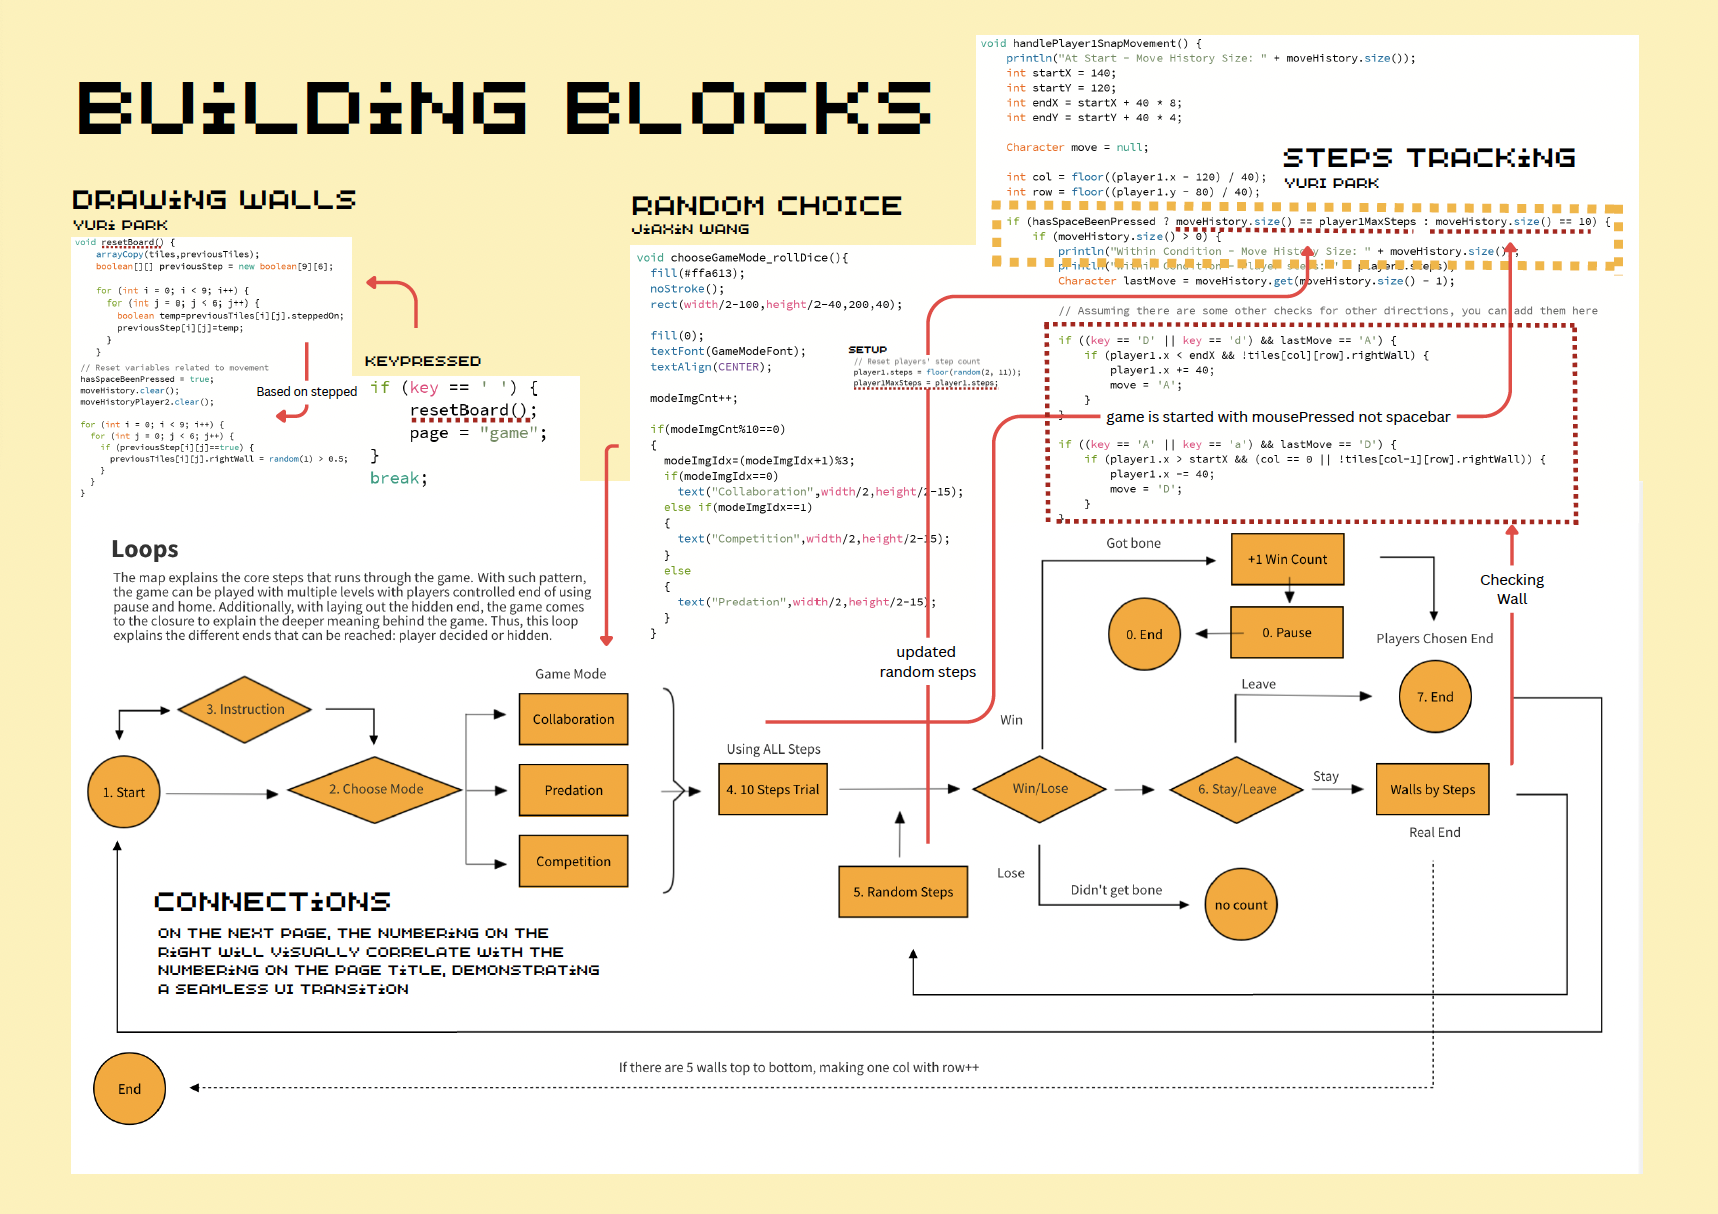 BUILDING BLOCKS
DRAWING WALLS
YURI PARK
void resetBoard() {
arrayCopy(tiles,previousTiles);
boolean[][] previousStep = new boolean[9][6];
for (int i = 0; i < 9; i++) {
for (int j = 0; j < 6; j++) {
boolean temp=previousTiles[i][j].steppedOn;
previousStep[i][j]=temp;
}
}
// Reset variables related to movement
hasSpaceBeenPressed = true;
moveHistory.clear();
moveHistoryPlayer2.clear();
for (int i = 0; i < 9; i++) {
for (int j = 0; j < 6; j++) {
if (previousStep[i][j]==true) {
previousTiles[i][j].rightWall = random(1) > 0.5;
}
}
}
Based on stepped
KEYPRESSED
if (key == ' ') {
resetBoard();
page = "game";
}
break;
RANDOM CHOICE
JIAXIN WANG
void chooseGameMode_rollDice(){
fill(#ffa613);
noStroke();
rect(width/2-100,height/2-40,200,40);
fill(0);
textFont(GameModeFont);
textAlign(CENTER);
modeImgCnt++;
if(modeImgCnt%10==0)
{
modeImgIdx=(modeImgIdx+1)%3;
if(modeImgIdx==0)
text("Collaboration",width/2,height/2-15);
else if(modeImgIdx==1)
{
text("Competition",width/2,height/2-15);
}
else
{
text("Predation",width/2,height/2-15);
}
}
SETUP
// Reset players' step count
player1.steps = floor(random(2, 11));
player1MaxSteps = player1.steps;
void handlePlayer1SnapMovement() {
println("At Start - Move History Size: " + moveHistory.size());
int startX = 140;
int startY = 120;
int endX = startX + 40 * 8;
int endY = startY + 40 * 4;
Character move = null;
int col = floor((player1.x - 120) / 40);
int row = floor((player1.y - 80) / 40);
STEPS TRACKING
YURI PARK
if (hasSpaceBeenPressed ? moveHistory.size() == player1MaxSteps : moveHistory.size() == 10) {
if (moveHistory.size() > 0) {
println("Within Condition - Move History Size: " + moveHistory.size());
println("Within Condition - Player steps: " + player1.steps);
Character lastMove = moveHistory.get(moveHistory.size() - 1);
// Assuming there are some other checks for other directions, you can add them here
if ((key == 'D' || key == 'd') && lastMove == 'A') {
if (player1.x < endX && !tiles[col][row].rightWall) {
player1.x += 40;
move = 'A';
}
}
game is started with mousePressed not spacebar
if ((key == 'A' || key == 'a') && lastMove == 'D') {
if (player1.x > startX && (col == 0 || !tiles[col-1][row].rightWall)) {
player1.x -= 40;
move = 'D';
}
}
Loops
The map explains the core steps that runs through the game. With such pattern,
the game can be played with multiple levels with players controlled end of using
pause and home. Additionally, with laying out the hidden end, the game comes
to the closure to explain the deeper meaning behind the game. Thus, this loop
explains the different ends that can be reached: player decided or hidden.
updated
random steps
Checking
Wall
Got bone
+1 Win Count
0. End
0. Pause
Players Chosen End
7. End
Leave
Game Mode
3. Instruction
1. Start
2. Choose Mode
Collaboration
Predation
Competition
Using ALL Steps
4. 10 Steps Trial
5. Random Steps
Win
Win/Lose
Lose
6. Stay/Leave
Stay
Walls by Steps
Real End
Didn't get bone
no count
CONNECTIONS
ON THE NEXT PAGE, THE NUMBERING ON THE
RIGHT WILL VISUALLY CORRELATE WITH THE
NUMBERING ON THE PAGE TITLE, DEMONSTRATING
A SEAMLESS UI TRANSITION
End
If there are 5 walls top to bottom, making one col with row++